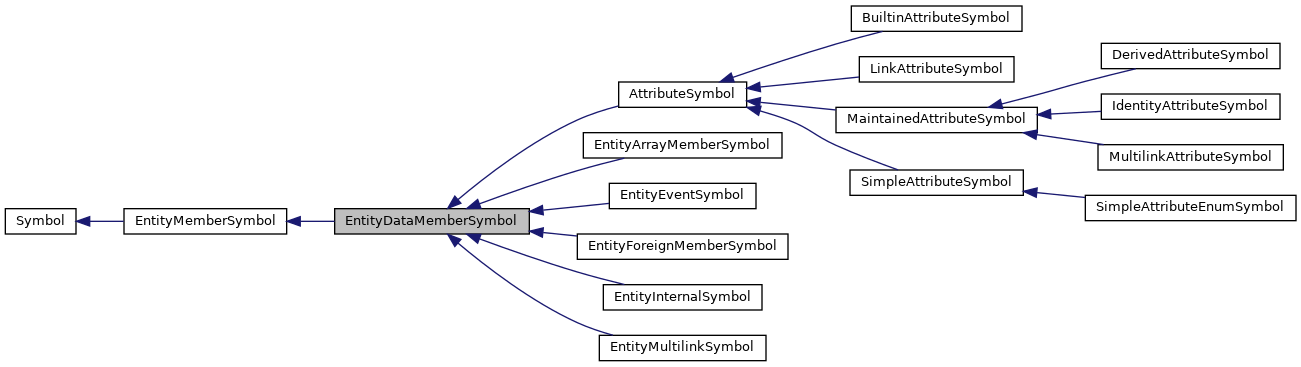 BuiltinAttributeSymbol
DerivedAttributeSymbol
LinkAttributeSymbol
AttributeSymbol
IdentityAttributeSymbol
MaintainedAttributeSymbol
EntityArrayMemberSymbol
MultilinkAttributeSymbol
SimpleAttributeSymbol
EntityEventSymbol
SimpleAttributeEnumSymbol
Symbol
EntityMemberSymbol
EntityDataMemberSymbol
EntityForeignMemberSymbol
EntityInternalSymbol
EntityMultilinkSymbol